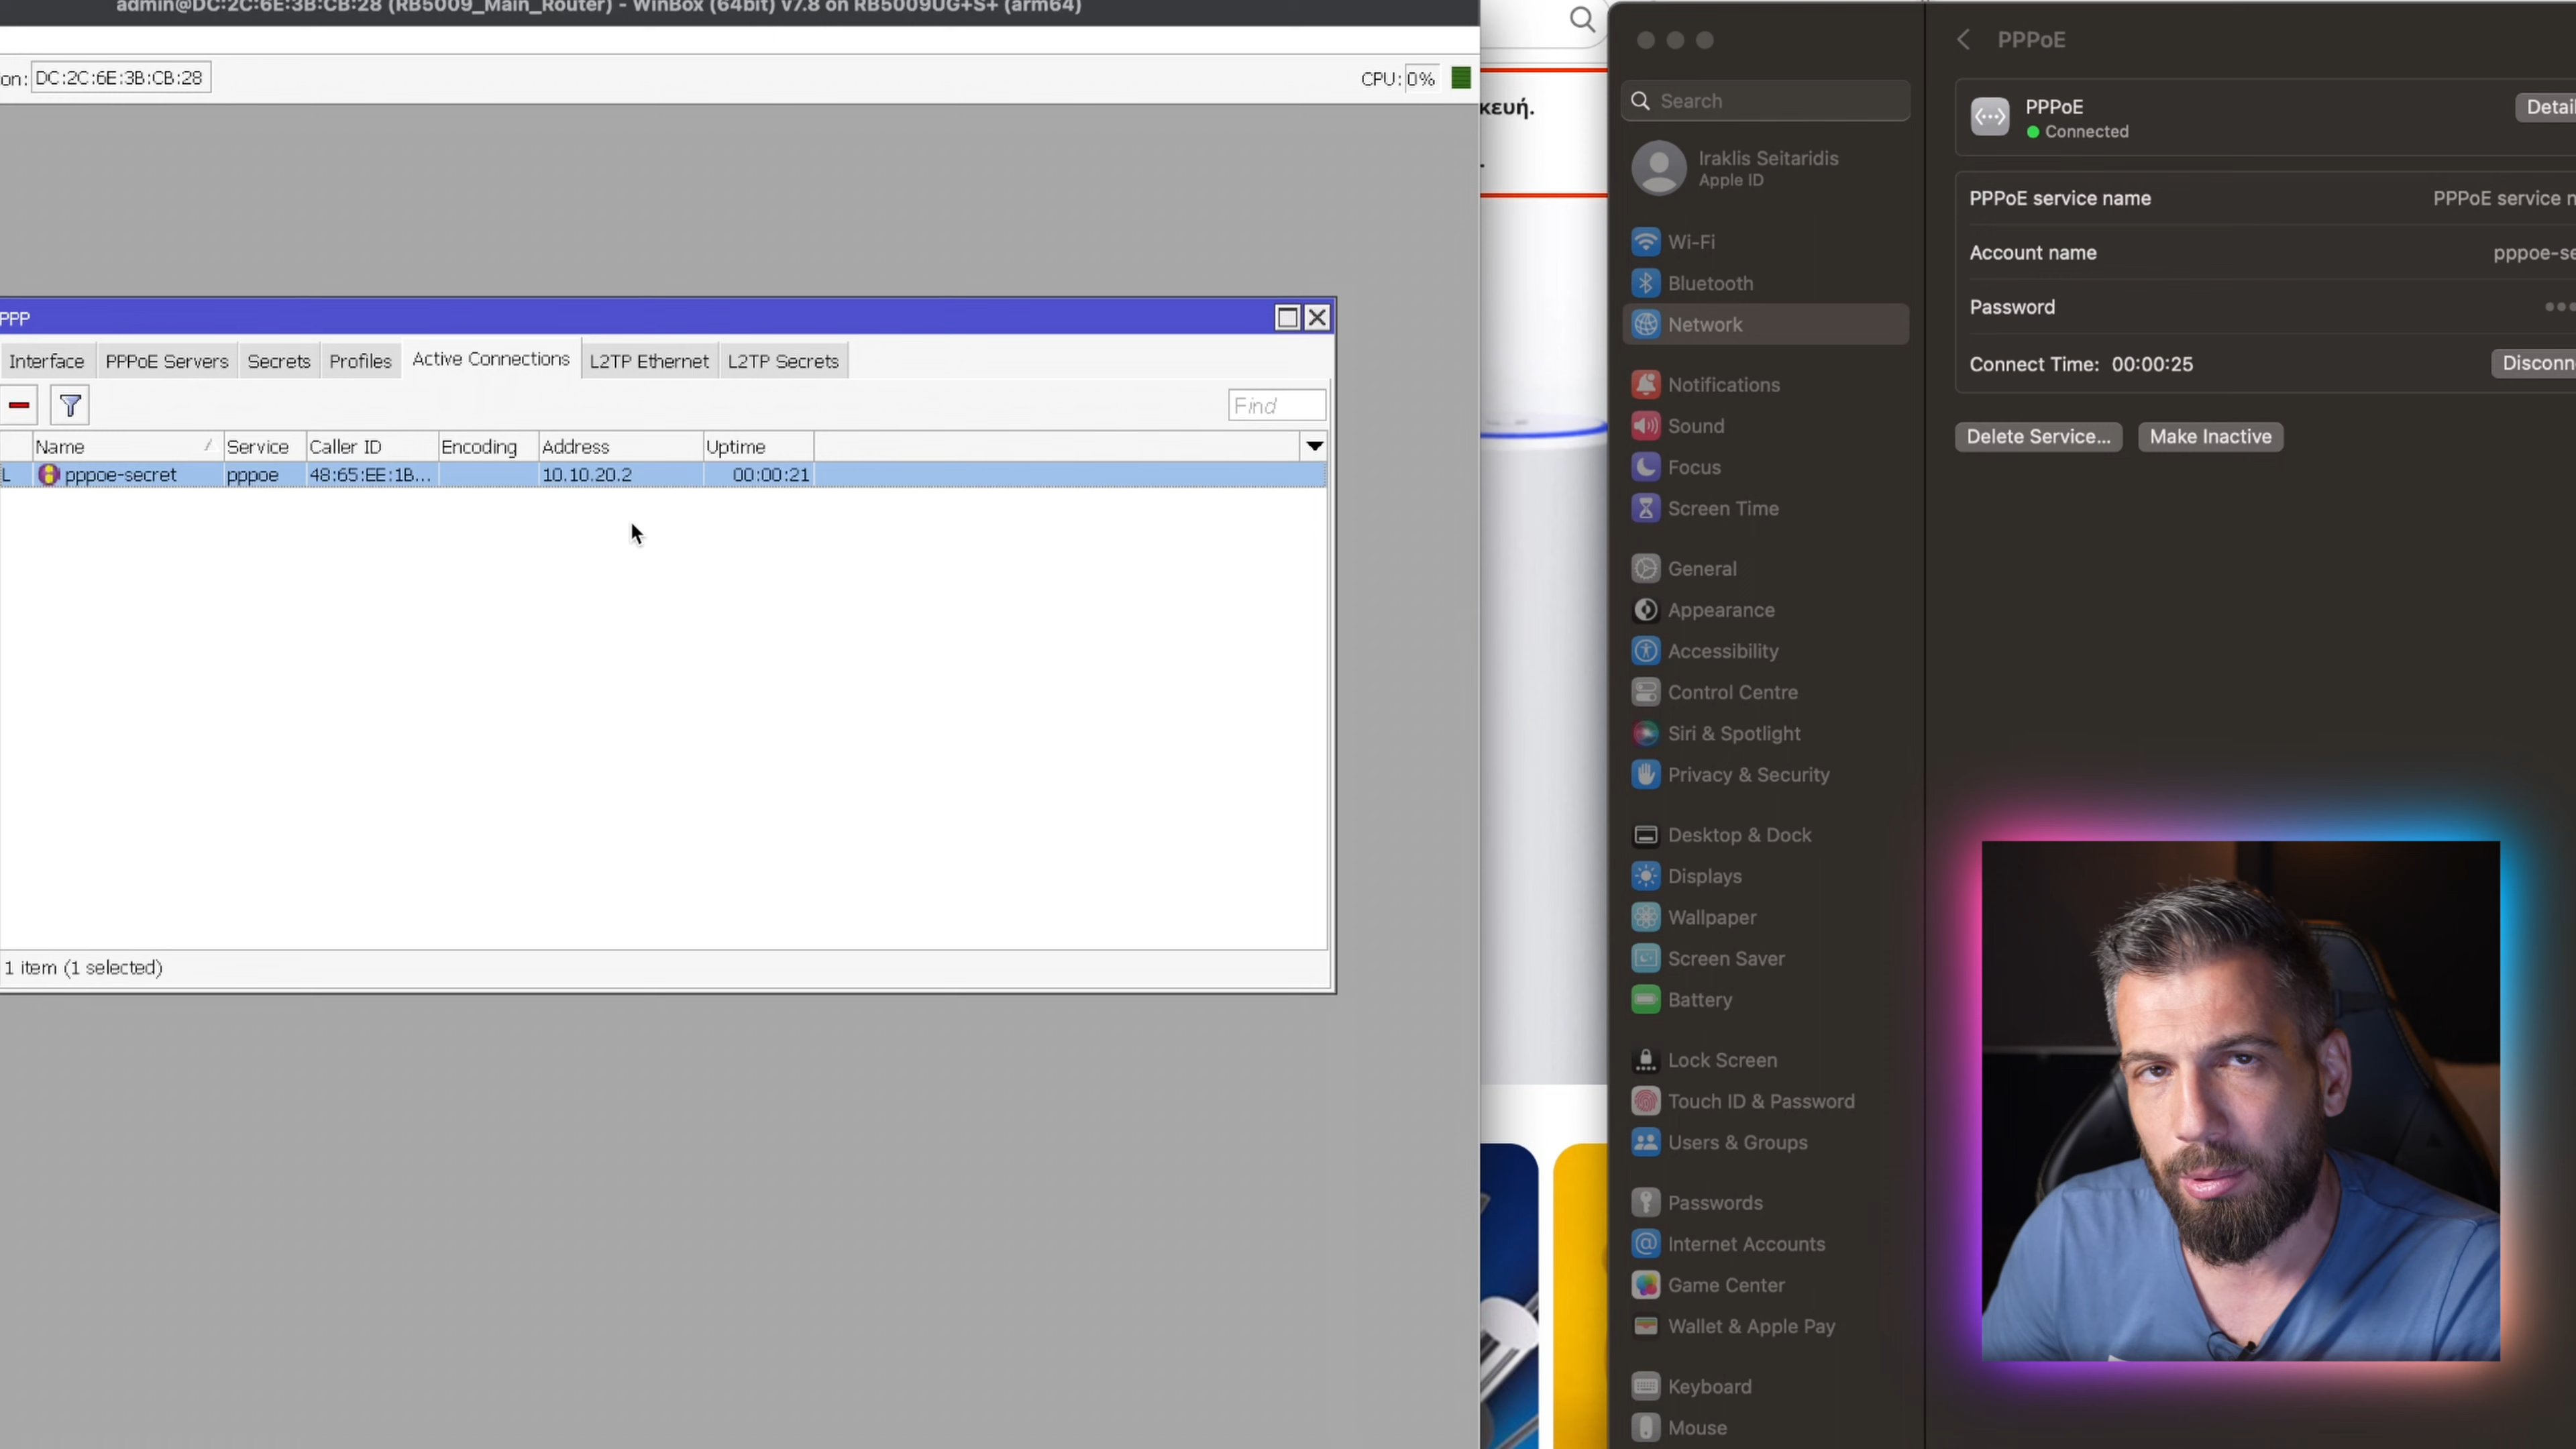 admin@DC:2C:6E:3B:CB:28 (RB5009_Main_Router) - WinBox (64bit) v7.8 on RB5009UG+S+ (arm64)
on: DC:2C:6E:3B:CB:28
CPU: 0%
PPP
Interface PPPoE Servers Secrets Profiles Active Connections L2TP Ethernet L2TP Secrets
Find
Name Service Caller ID Encoding Address Uptime
L pppoe-secret pppoe 48:65:EE:1B... 10.10.20.2 00:00:21
1 item (1 selected)
κευή.
Search
Iraklis Seitaridis
Apple ID
Wi-Fi
Bluetooth
Network
Notifications
Sound
Focus
Screen Time
General
Appearance
Accessibility
Control Centre
Siri & Spotlight
Privacy & Security
Desktop & Dock
Displays
Wallpaper
Screen Saver
Battery
Lock Screen
Touch ID & Password
Users & Groups
Passwords
Internet Accounts
Game Center
Wallet & Apple Pay
Keyboard
Mouse
PPPoE
PPPoE Detail
Connected
PPPoE service name PPPoE service n
Account name pppoe-se
Password •••
Connect Time: 00:00:25 Disconn
Delete Service... Make Inactive